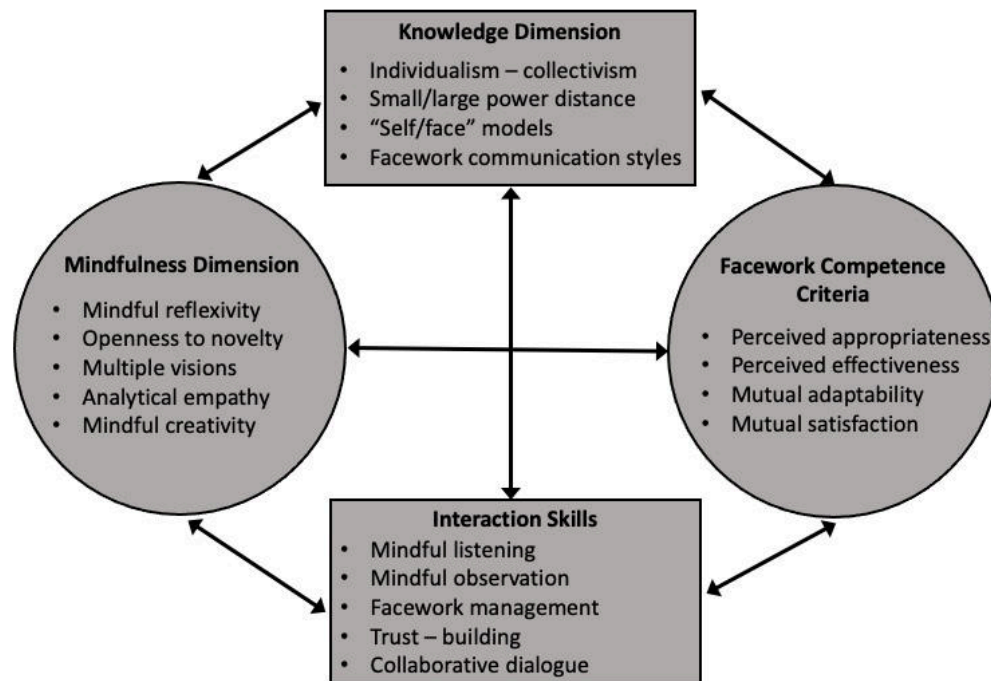 Knowledge Dimension
• Individualism – collectivism
• Small/large power distance
• “Self/face” models
• Facework communication styles
Mindfulness Dimension
• Mindful reflexivity
• Openness to novelty
• Multiple visions
• Analytical empathy
• Mindful creativity
Facework Competence
Criteria
• Perceived appropriateness
• Perceived effectiveness
• Mutual adaptability
• Mutual satisfaction
Interaction Skills
• Mindful listening
• Mindful observation
• Facework management
• Trust – building
• Collaborative dialogue